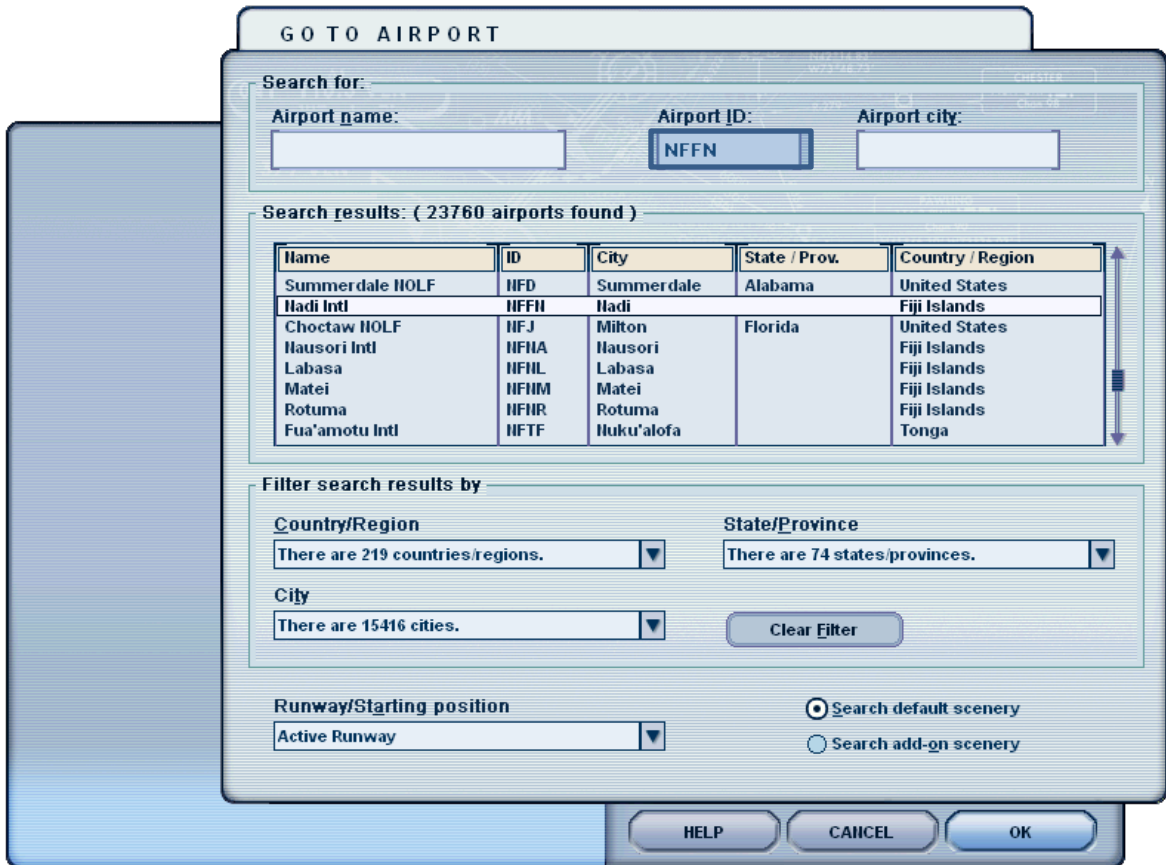 GO TO AIRPORT
Search for:
Airport name: Airport ID: Airport city:
NFFN
Search results: ( 23760 airports found )
Name ID City State / Prov. Country / Region
Summerdale NOLF NFD Summerdale Alabama United States
Nadi Intl NFFN Nadi Fiji Islands
Choctaw NOLF NFJ Milton Florida United States
Nausori Intl NFNA Nausori Fiji Islands
Labasa NFNL Labasa Fiji Islands
Matei NFNM Matei Fiji Islands
Rotuma NFNR Rotuma Fiji Islands
Fua'amotu Intl NFTF Nuku'alofa Tonga
Filter search results by
Country/Region State/Province
There are 219 countries/regions. There are 74 states/provinces.
City
There are 15416 cities. Clear Filter
Runway/Starting position Search default scenery
Active Runway Search add-on scenery
HELP CANCEL OK